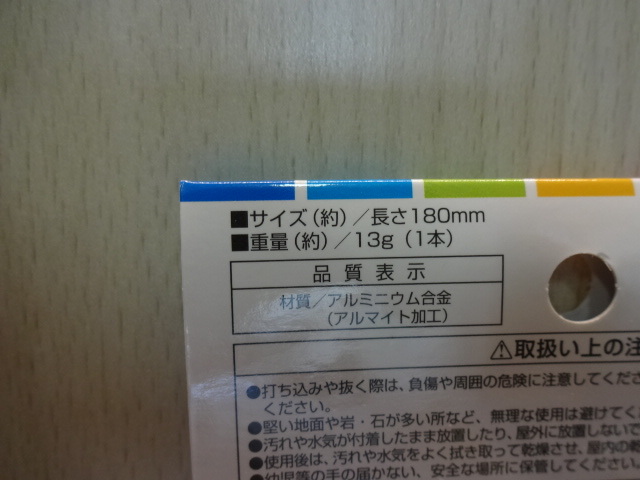 ■サイズ(約)／長さ180mm
■重量(約)／13g(1本)
品質表示
材質／アルミニウム合金
(アルマイト加工)
⚠取扱い上の注
●打ち込みや抜く際は、負傷や周囲の危険に注意してくだ
ください。
●堅い地面や岩・石が多い所など、無理な使用は避けてく
●汚れや水気が付着したまま放置したり、屋外に放置しないで
●使用後は、汚れや水気をよく拭き取って乾燥させ、屋内の乾
●幼児等の手の届かない、安全な場所に保管してください。